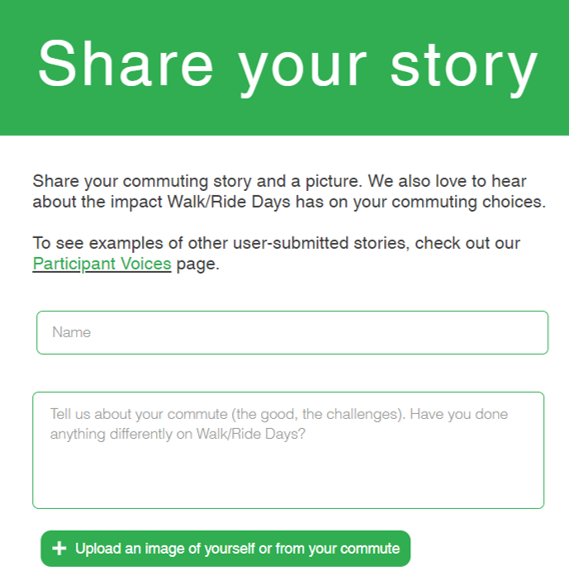 Share your story
Share your commuting story and a picture. We also love to hear
about the impact Walk/Ride Days has on your commuting choices.
To see examples of other user-submitted stories, check out our
Participant Voices page.
Name
Tell us about your commute (the good, the challenges). Have you done
anything differently on Walk/Ride Days?
+ Upload an image of yourself or from your commute